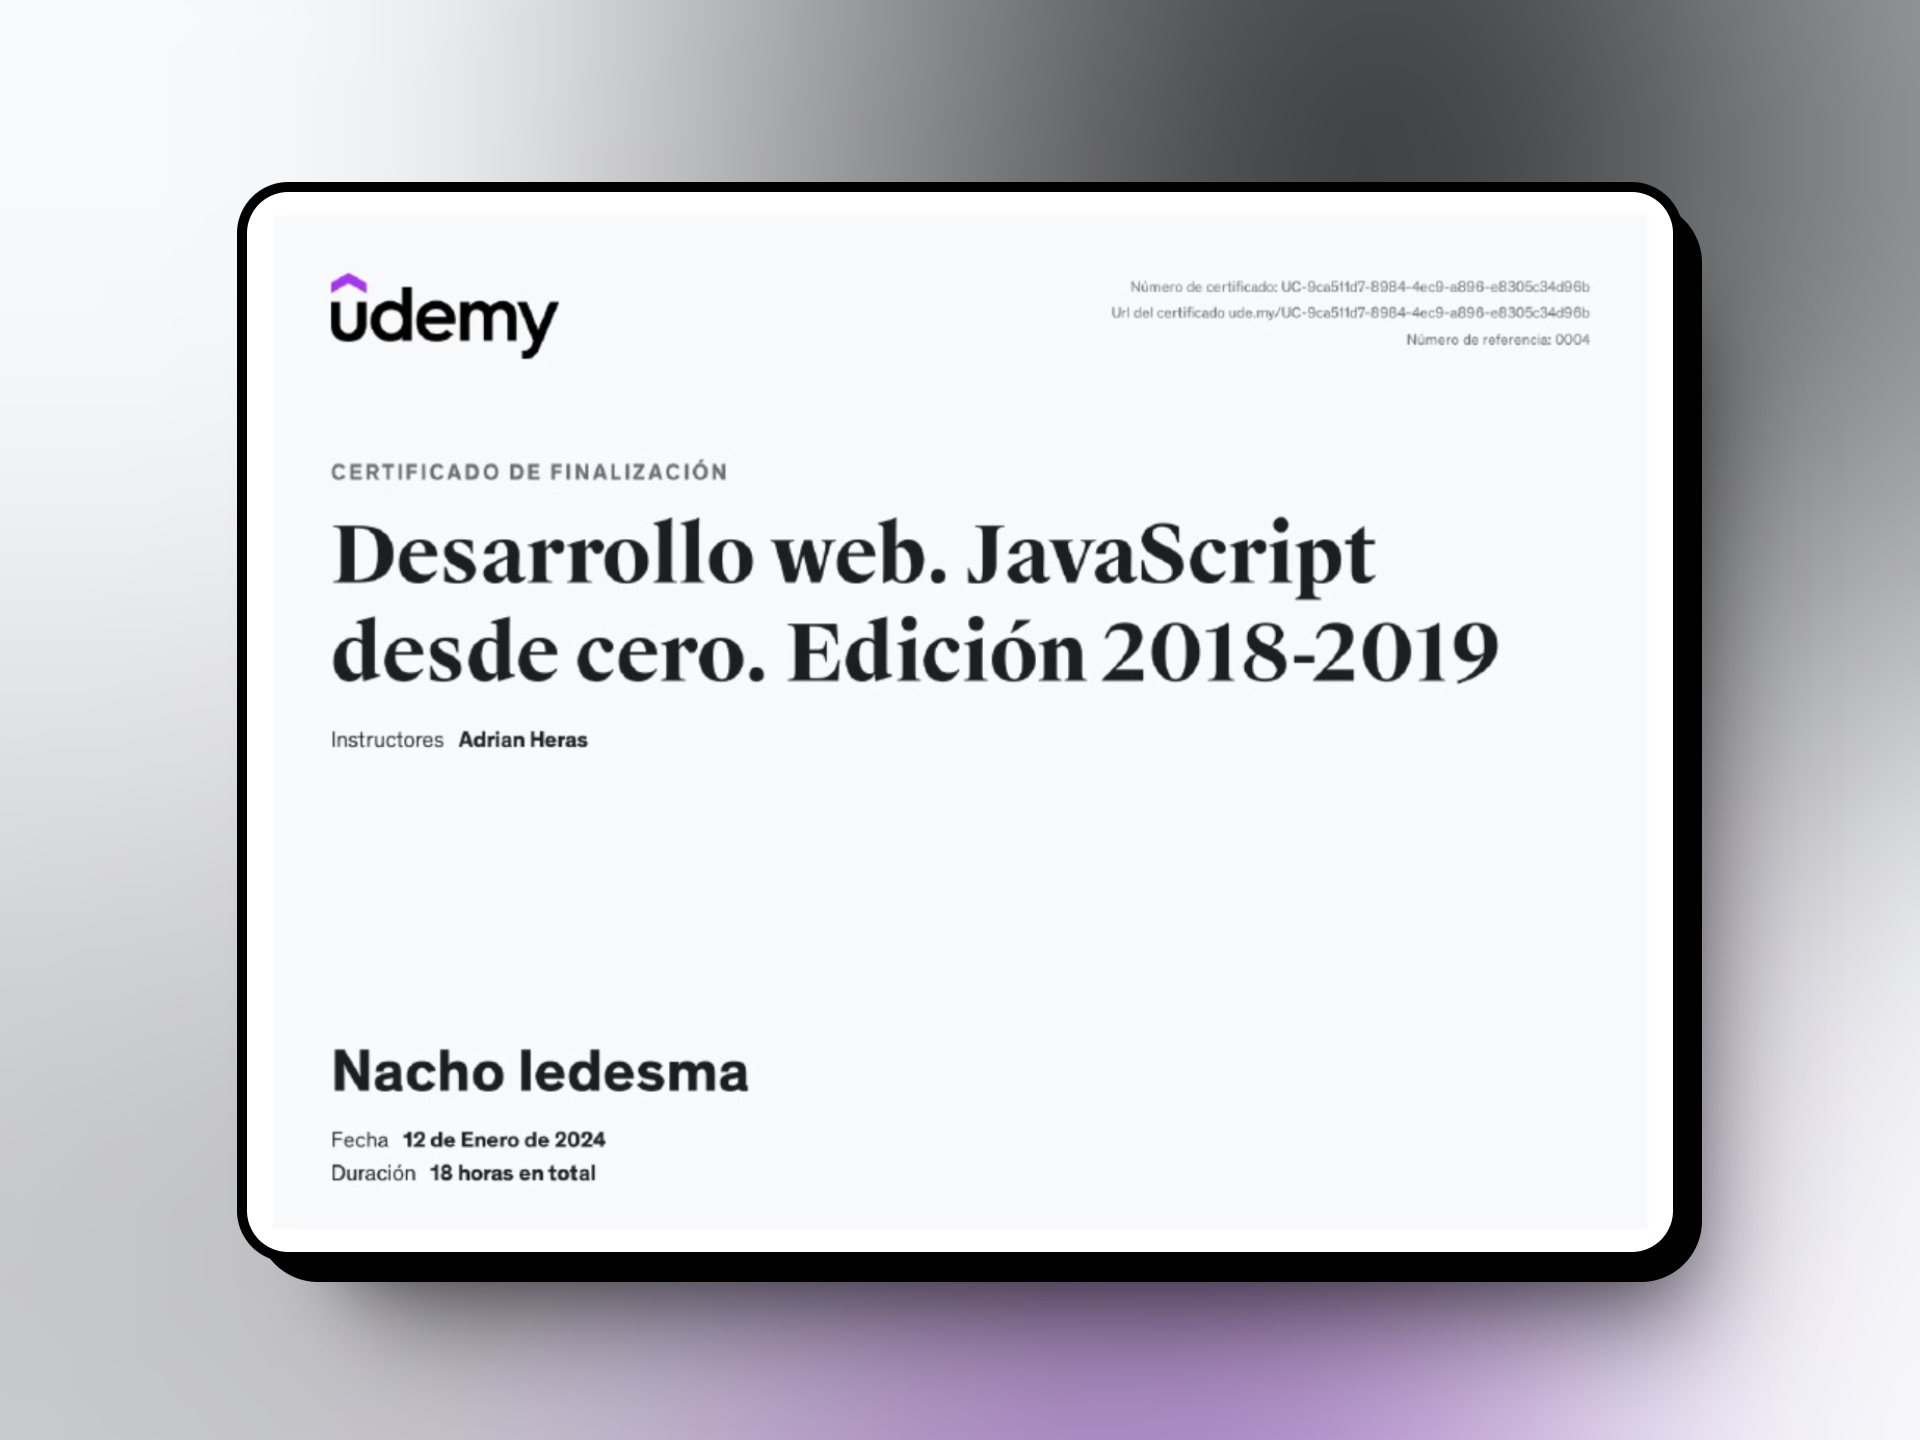 udemy
Número de certificado: UC-9ca511d7-8984-4ec9-a896-e8305c34d96b
Url del certificado ude.my/UC-9ca511d7-8984-4ec9-a896-e8305c34d96b
Número de referencia: 0004
CERTIFICADO DE FINALIZACIÓN
Desarrollo web. JavaScript
desde cero. Edición 2018-2019
Instructores Adrian Heras
Nacho ledesma
Fecha 12 de Enero de 2024
Duración 18 horas en total